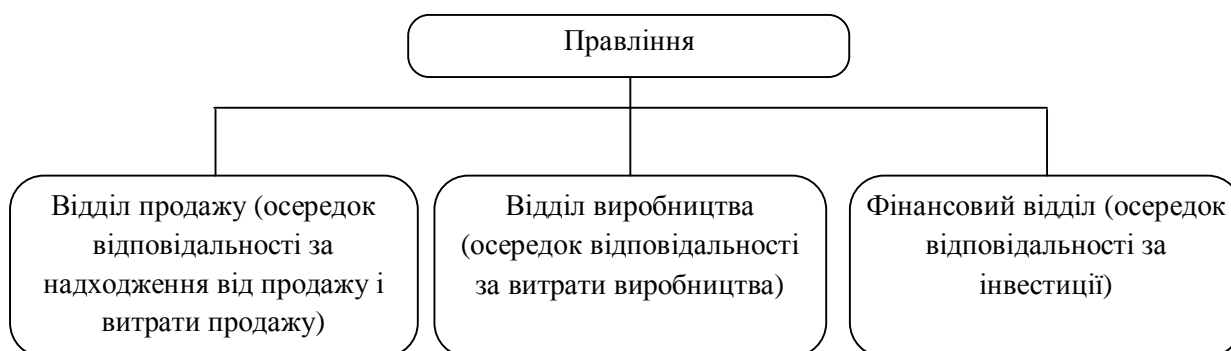 Правління
Відділ продажу (осередок
відповідальності за
надходження від продажу і
витрати продажу)
Відділ виробництва
(осередок відповідальності
за витрати виробництва)
Фінансовий відділ (осередок
відповідальності за
інвестиції)